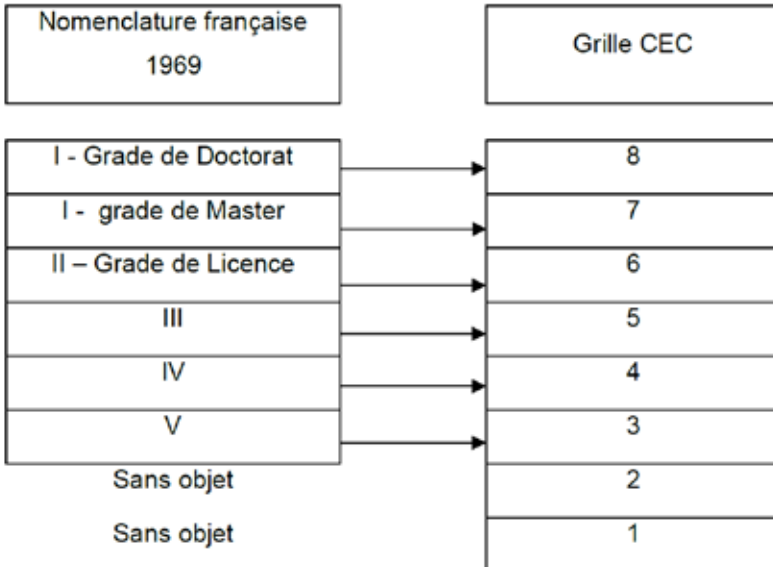 Nomenclature française
1969
Grille CEC
I - Grade de Doctorat
8
I - grade de Master
7
II – Grade de Licence
6
III
5
IV
4
V
3
Sans objet
2
Sans objet
1